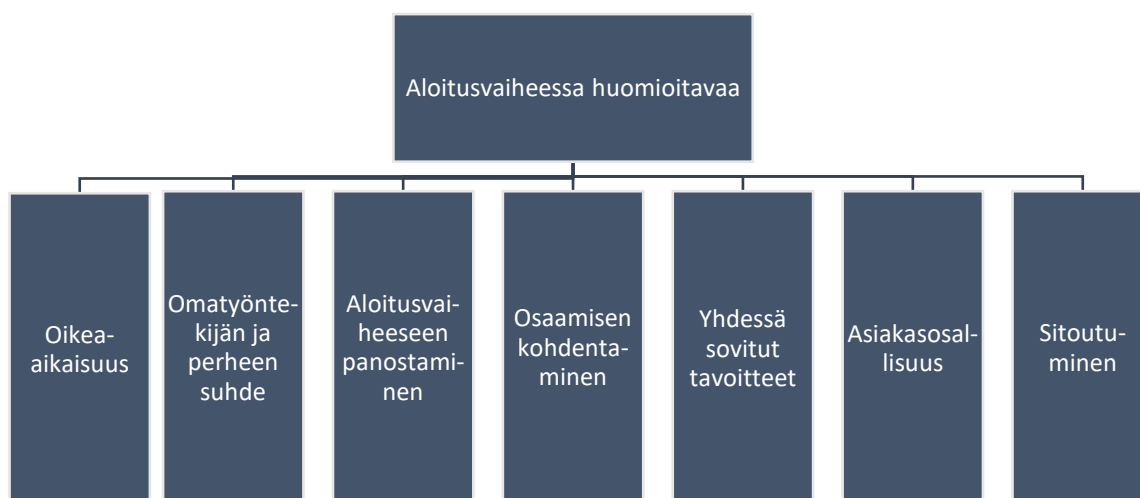 Aloitusvaiheessa huomioitavaa
Oikea-
aikaisuus
Omatyönte-
kijän ja
perheen
suhde
Aloitusvai-
heeseen
panostami-
nen
Osaamisen
kohdenta-
minen
Yhdessä
sovitut
tavoitteet
Asiakasosal-
lisuus
Sitoutu-
minen